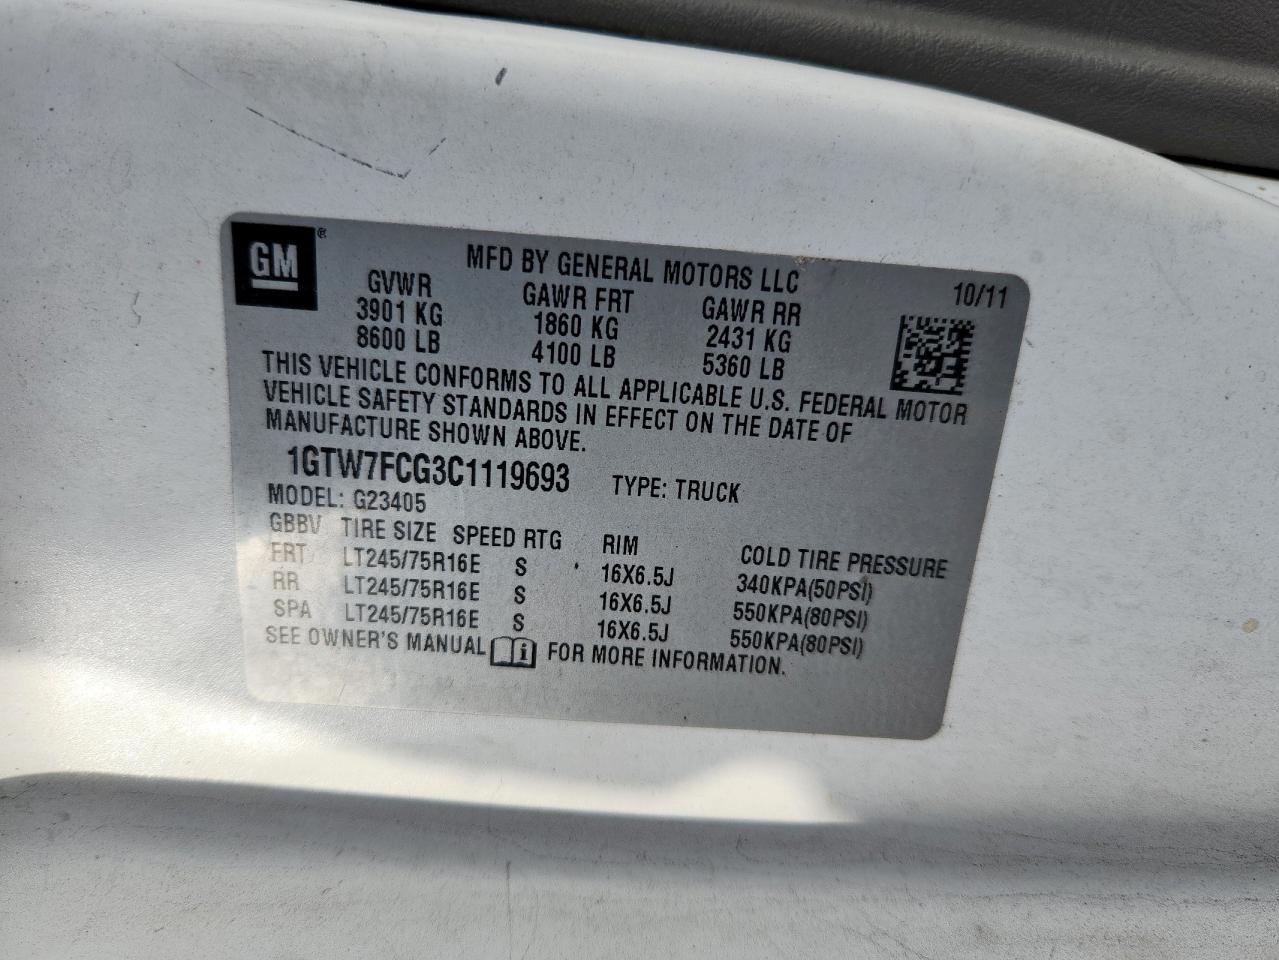 GM®
MFD BY GENERAL MOTORS LLC 10/11
GVWR GAWR FRT GAWR RR
3901 KG 1860 KG 2431 KG
8600 LB 4100 LB 5360 LB
THIS VEHICLE CONFORMS TO ALL APPLICABLE U.S. FEDERAL MOTOR
VEHICLE SAFETY STANDARDS IN EFFECT ON THE DATE OF
MANUFACTURE SHOWN ABOVE.
1GTW7FCG3C1119693 TYPE: TRUCK
MODEL: G23405
GBBV TIRE SIZE SPEED RTG RIM COLD TIRE PRESSURE
FRT LT245/75R16E S 16X6.5J 340KPA(50PSI)
RR LT245/75R16E S 16X6.5J 550KPA(80PSI)
SPA LT245/75R16E S 16X6.5J 550KPA(80PSI)
SEE OWNER'S MANUAL i FOR MORE INFORMATION.